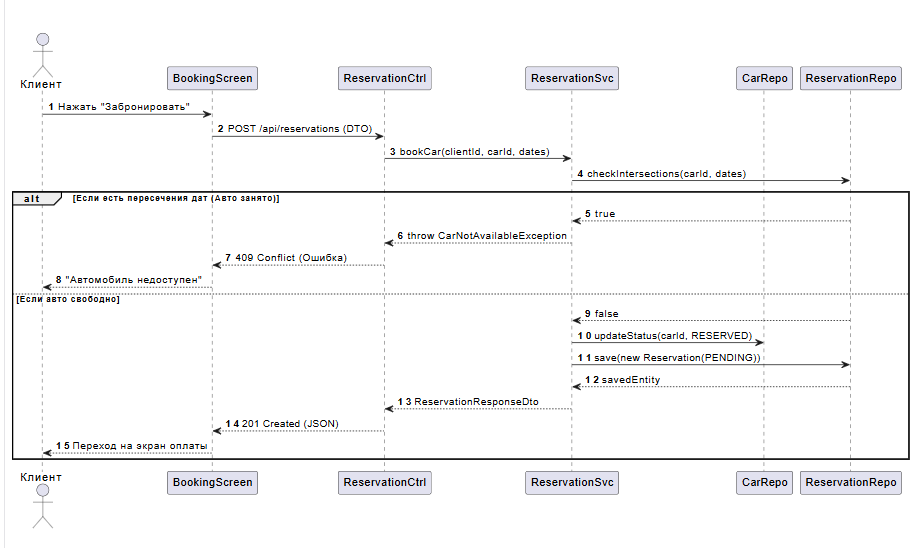 Клиент
BookingScreen
ReservationCtrl
ReservationSvc
CarRepo
ReservationRepo
1 Нажать "Забронировать"
2 POST /api/reservations (DTO)
3 bookCar(clientId, carId, dates)
4 checkIntersections(carId, dates)
alt [Если есть пересечения дат (Авто занято)]
5 true
6 throw CarNotAvailableException
7 409 Conflict (Ошибка)
8 "Автомобиль недоступен"
[Если авто свободно]
9 false
10 updateStatus(carId, RESERVED)
11 save(new Reservation(PENDING))
12 savedEntity
13 ReservationResponseDto
14 201 Created (JSON)
15 Переход на экран оплаты
Клиент
BookingScreen
ReservationCtrl
ReservationSvc
CarRepo
ReservationRepo